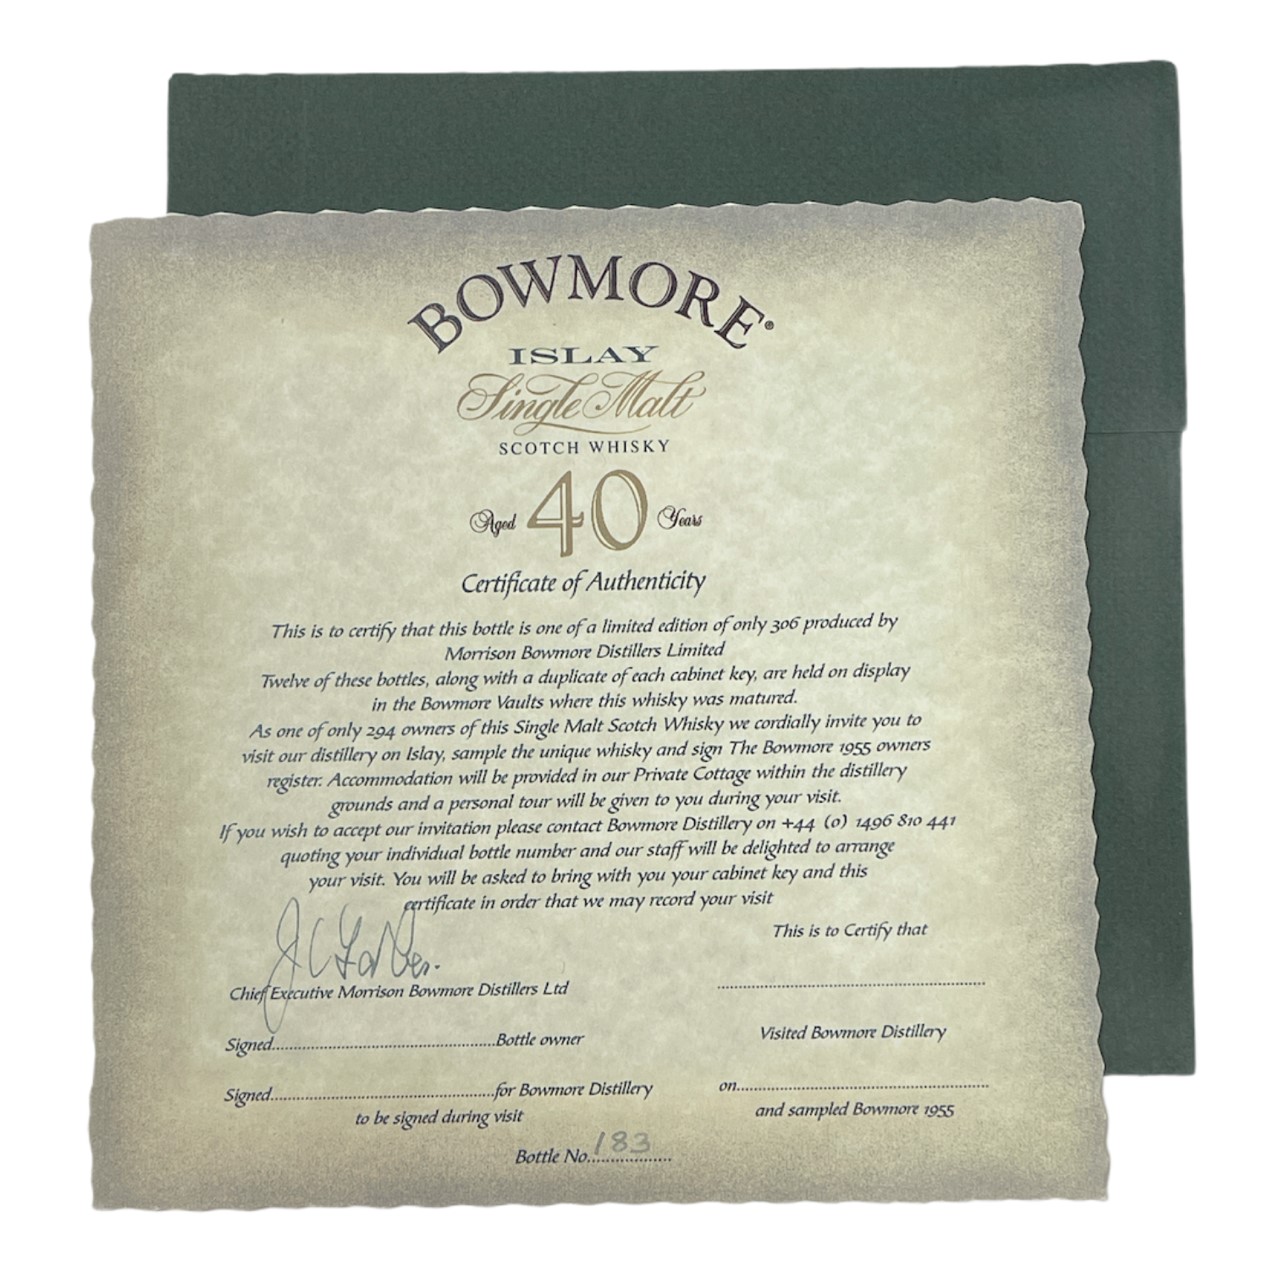 BOWMORE®
ISLAY
Single Malt
SCOTCH WHISKY
Aged 40 Years
Certificate of Authenticity
This is to certify that this bottle is one of a limited edition of only 306 produced by
Morrison Bowmore Distillers Limited
Twelve of these bottles, along with a duplicate of each cabinet key, are held on display
in the Bowmore Vaults where this whisky was matured.
As one of only 294 owners of this Single Malt Scotch Whisky we cordially invite you to
visit our distillery on Islay, sample the unique whisky and sign The Bowmore 1955 owners
register. Accommodation will be provided in our Private Cottage within the distillery
grounds and a personal tour will be given to you during your visit.
If you wish to accept our invitation please contact Bowmore Distillery on +44 (0) 1496 810 441
quoting your individual bottle number and our staff will be delighted to arrange
your visit. You will be asked to bring with you your cabinet key and this
certificate in order that we may record your visit
This is to Certify that
Chief Executive Morrison Bowmore Distillers Ltd
Signed..........................................Bottle owner
Visited Bowmore Distillery
Signed..........................................for Bowmore Distillery
on..................................................
to be signed during visit
and sampled Bowmore 1955
Bottle No. 183